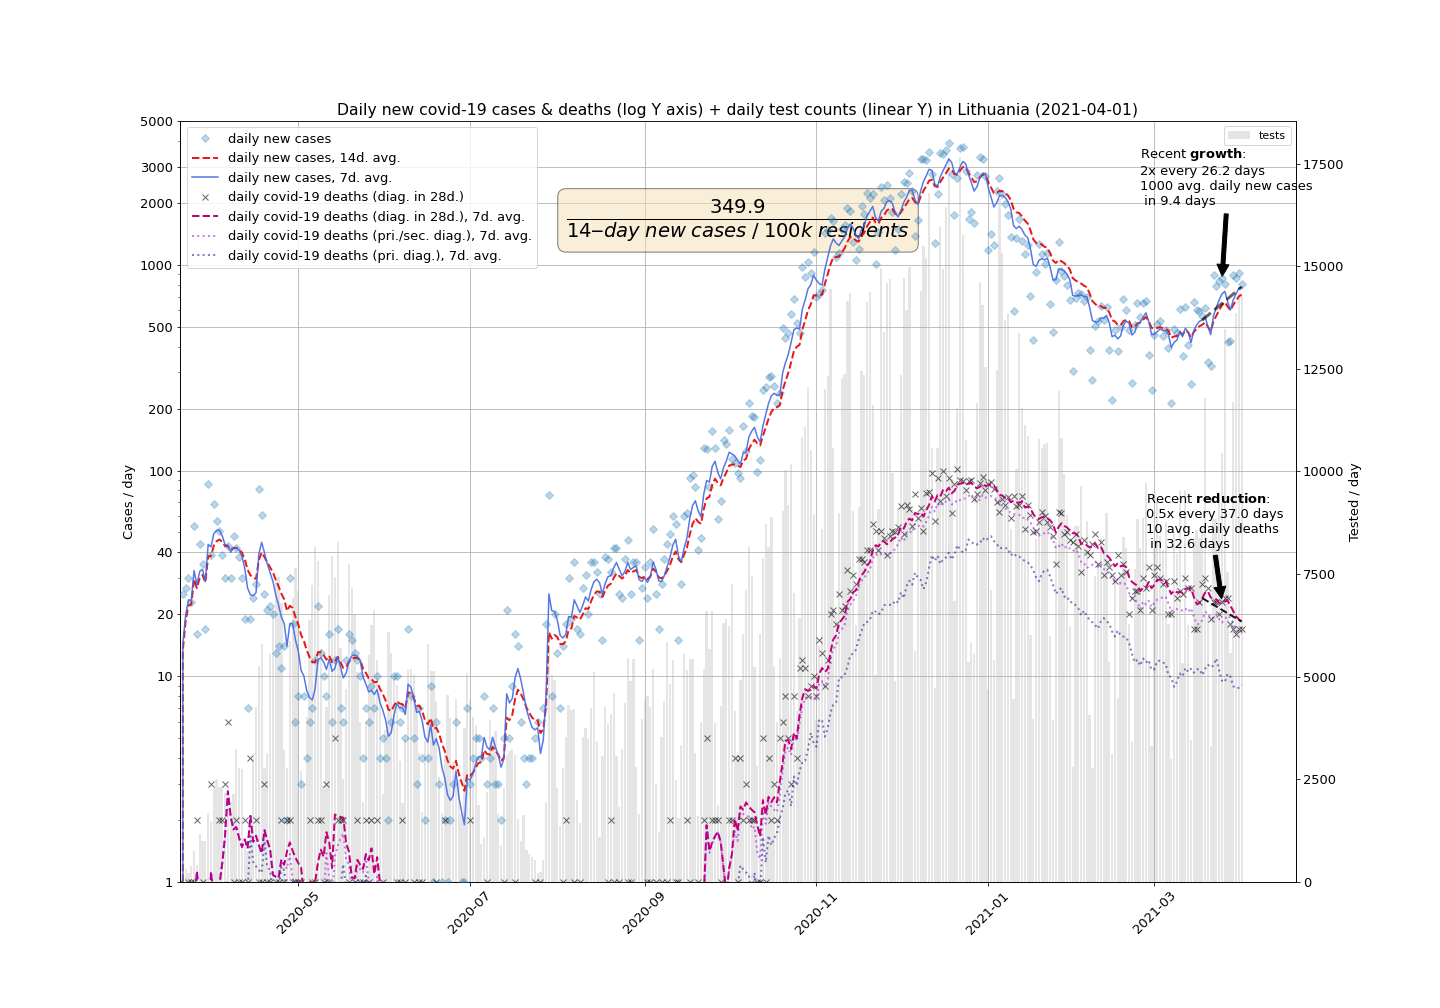 Daily new covid-19 cases & deaths (log Y axis) + daily test counts (linear Y) in Lithuania (2021-04-01)
daily new cases
daily new cases, 14d. avg.
daily new cases, 7d. avg.
daily covid-19 deaths (diag. in 28d.)
daily covid-19 deaths (diag. in 28d.), 7d. avg.
daily covid-19 deaths (pri./sec. diag.), 7d. avg.
daily covid-19 deaths (pri. diag.), 7d. avg.
349.9
14–day new cases / 100k residents
tests
Recent growth:
2x every 26.2 days
1000 avg. daily new cases
in 9.4 days
Recent reduction:
0.5x every 37.0 days
10 avg. daily deaths
in 32.6 days
Cases / day
5000
3000
2000
1000
500
200
100
40
20
10
1
Tested / day
17500
15000
12500
10000
7500
5000
2500
0
2020-05
2020-07
2020-09
2020-11
2021-01
2021-03